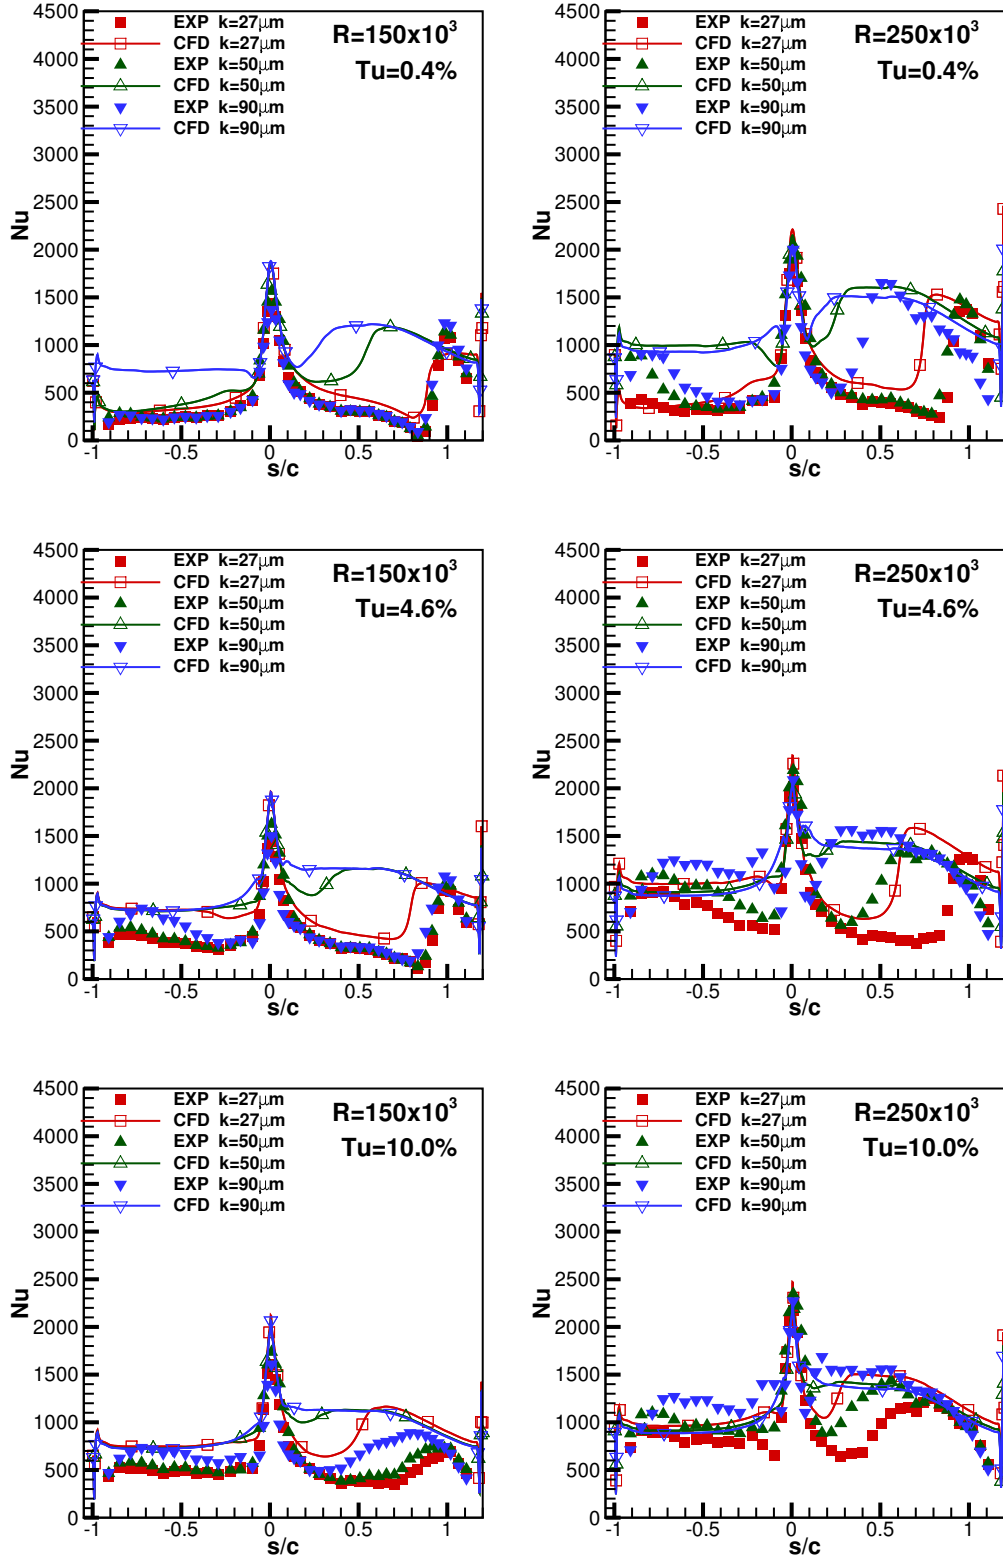 4500
4000
3500
3000
2500
2000
1500
1000
500
0
Nu
-1 -0.5 0 0.5 1
s/c
EXP k=27μm
CFD k=27μm
EXP k=50μm
CFD k=50μm
EXP k=90μm
CFD k=90μm
R=150x10³
Tu=0.4%
4500
4000
3500
3000
2500
2000
1500
1000
500
0
Nu
-1 -0.5 0 0.5 1
s/c
EXP k=27μm
CFD k=27μm
EXP k=50μm
CFD k=50μm
EXP k=90μm
CFD k=90μm
R=250x10³
Tu=0.4%
4500
4000
3500
3000
2500
2000
1500
1000
500
0
Nu
-1 -0.5 0 0.5 1
s/c
EXP k=27μm
CFD k=27μm
EXP k=50μm
CFD k=50μm
EXP k=90μm
CFD k=90μm
R=150x10³
Tu=4.6%
4500
4000
3500
3000
2500
2000
1500
1000
500
0
Nu
-1 -0.5 0 0.5 1
s/c
EXP k=27μm
CFD k=27μm
EXP k=50μm
CFD k=50μm
EXP k=90μm
CFD k=90μm
R=250x10³
Tu=4.6%
4500
4000
3500
3000
2500
2000
1500
1000
500
0
Nu
-1 -0.5 0 0.5 1
s/c
EXP k=27μm
CFD k=27μm
EXP k=50μm
CFD k=50μm
EXP k=90μm
CFD k=90μm
R=150x10³
Tu=10.0%
4500
4000
3500
3000
2500
2000
1500
1000
500
0
Nu
-1 -0.5 0 0.5 1
s/c
EXP k=27μm
CFD k=27μm
EXP k=50μm
CFD k=50μm
EXP k=90μm
CFD k=90μm
R=250x10³
Tu=10.0%